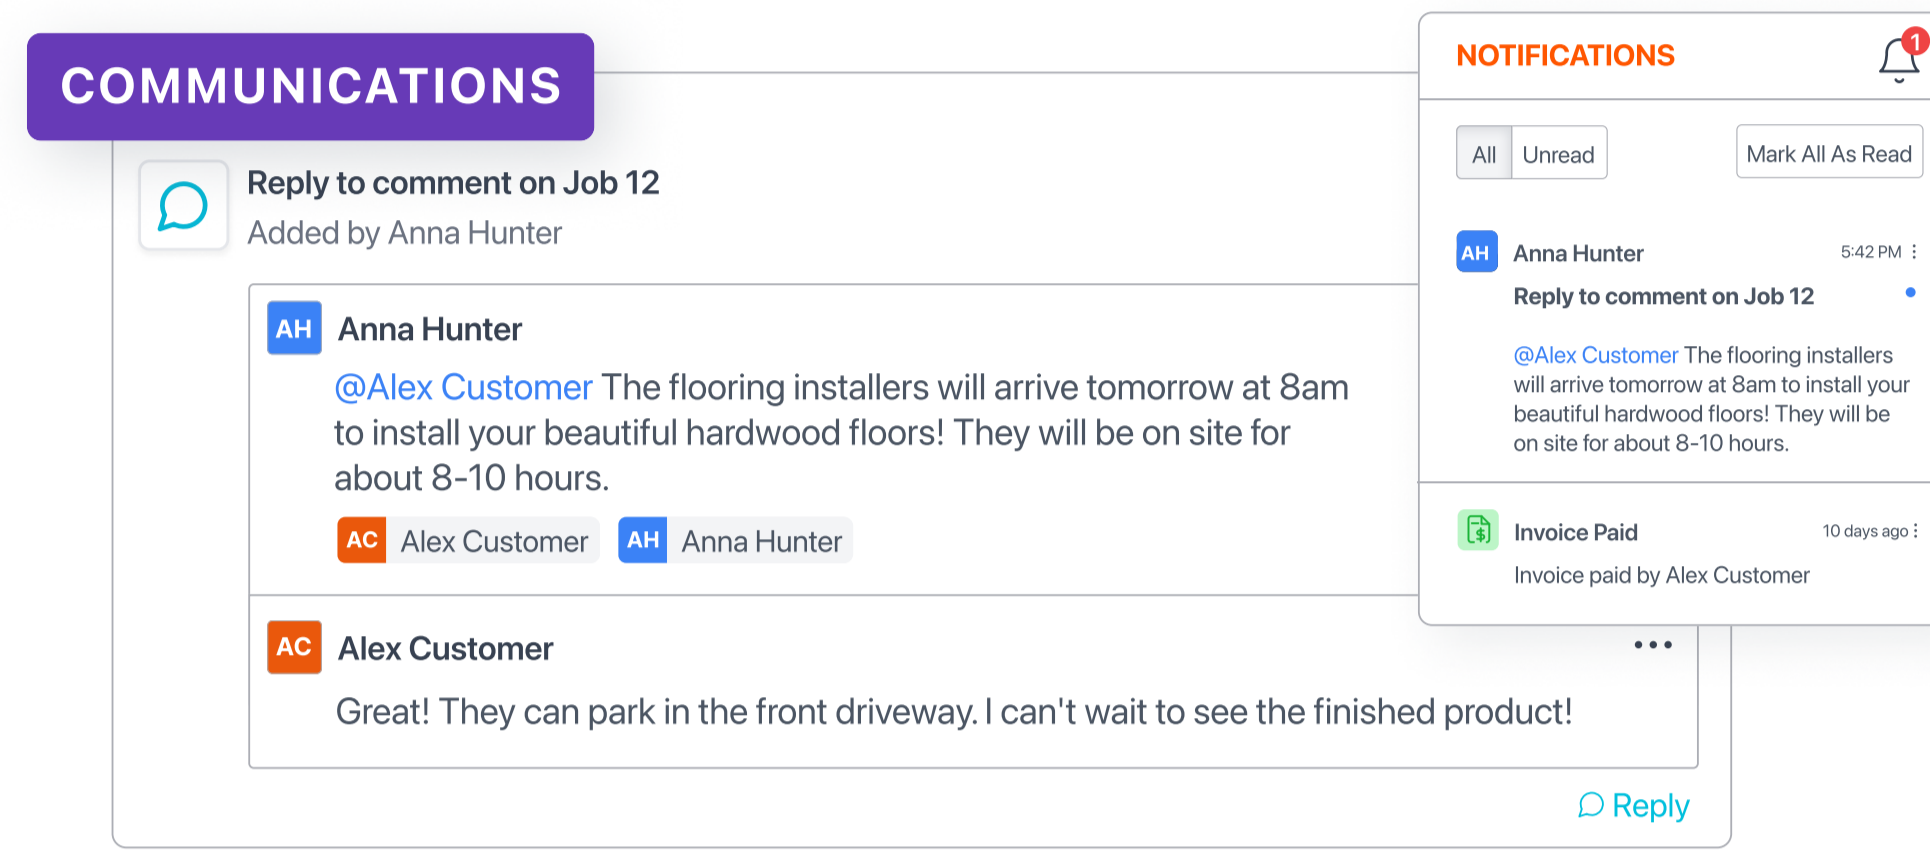 COMMUNICATIONS
Reply to comment on Job 12
Added by Anna Hunter
AH Anna Hunter
@Alex Customer The flooring installers will arrive tomorrow at 8am
to install your beautiful hardwood floors! They will be on site for
about 8-10 hours.
AC Alex Customer AH Anna Hunter
AC Alex Customer
Great! They can park in the front driveway. I can't wait to see the finished product!
Reply
NOTIFICATIONS 1
All Unread Mark All As Read
AH Anna Hunter 5:42 PM
Reply to comment on Job 12
@Alex Customer The flooring installers
will arrive tomorrow at 8am to install your
beautiful hardwood floors! They will be
on site for about 8-10 hours.
$ Invoice Paid 10 days ago
Invoice paid by Alex Customer